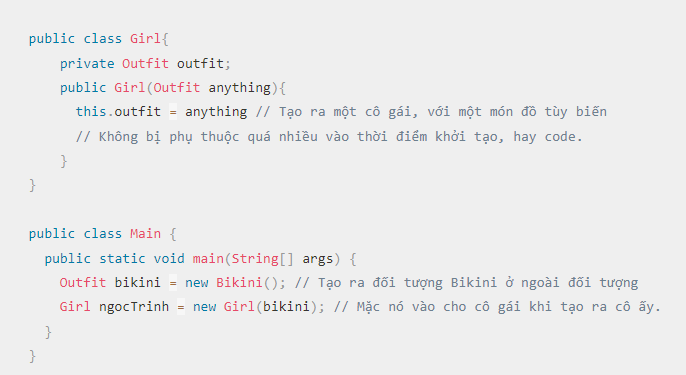 public class Girl{
    private Outfit outfit;
    public Girl(Outfit anything){
      this.outfit = anything // Tạo ra một cô gái, với một món đồ tùy biến
      // Không bị phụ thuộc quá nhiều vào thời điểm khởi tạo, hay code.
    }
}

public class Main {
  public static void main(String[] args) {
    Outfit bikini = new Bikini(); // Tạo ra đối tượng Bikini ở ngoài đối tượng
    Girl ngocTrinh = new Girl(bikini); // Mặc nó vào cho cô gái khi tạo ra cô ấy.
  }
}